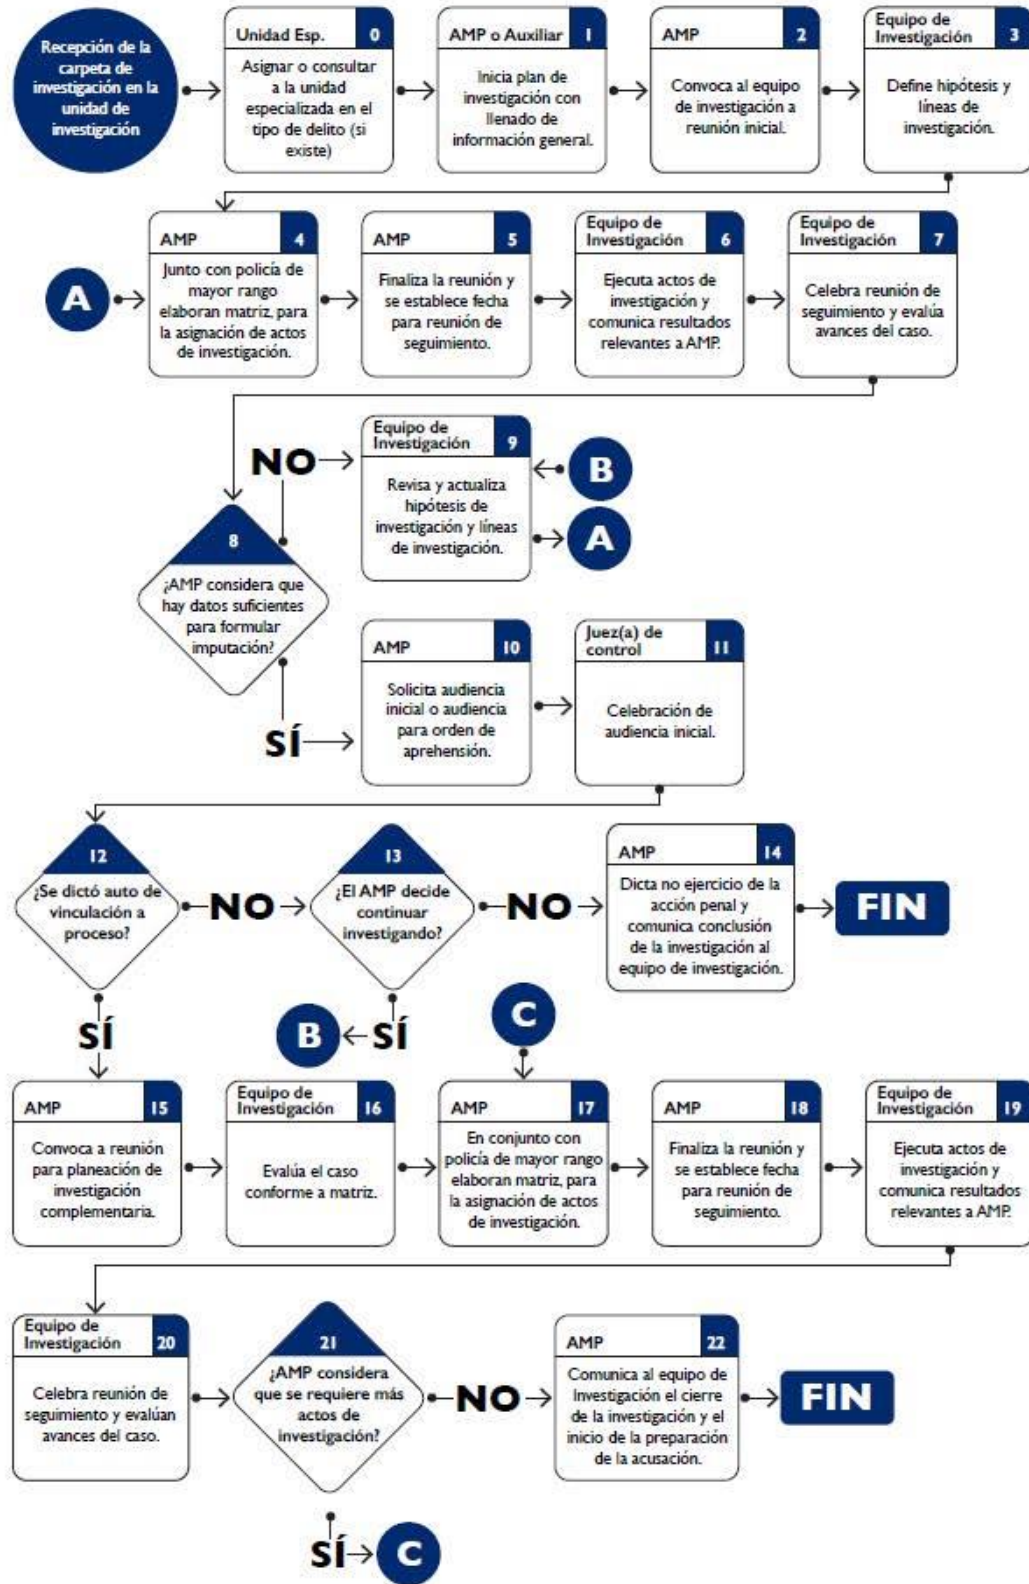 Recepción de la
carpeta de
investigación en la
unidad de
investigación
Unidad Esp. 0
Asignar o consultar
a la unidad
especializada en el
tipo de delito (si
existe)
AMP o Auxiliar 1
Inicia plan de
investigación con
llenado de
información general.
AMP 2
Convoca al equipo
de investigación a
reunión inicial.
Equipo de
Investigación 3
Define hipótesis y
líneas de
investigación.
A
AMP 4
Junto con policía de
mayor rango
elaboran matriz, para
la asignación de actos
de investigación.
AMP 5
Finaliza la reunión y
se establece fecha
para reunión de
seguimiento.
Equipo de
Investigación 6
Ejecuta actos de
investigación y
comunica resultados
relevantes a AMP.
Equipo de
Investigación 7
Celebra reunión de
seguimiento y evalúa
avances del caso.
8
¿AMP considera que
hay datos suficientes
para formular
imputación?
NO
Equipo de
Investigación 9
Revisa y actualiza
hipótesis de
investigación y líneas
de investigación.
B
A
SÍ
AMP 10
Solicita audiencia
inicial o audiencia
para orden de
aprehensión.
Juez(a) de
control 11
Celebración de
audiencia inicial.
12
¿Se dictó auto de
vinculación a
proceso?
NO
13
¿El AMP decide
continuar
investigando?
NO
AMP 14
Dicta no ejercicio de la
acción penal y
comunica conclusión
de la investigación al
equipo de investigación.
FIN
SÍ
B
SÍ
C
AMP 15
Convoca a reunión
para planeación de
investigación
complementaria.
Equipo de
Investigación 16
Evalúa el caso
conforme a matriz.
AMP 17
En conjunto con
policía de mayor rango
elaboran matriz, para
la asignación de actos
de investigación.
AMP 18
Finaliza la reunión y
se establece fecha
para reunión de
seguimiento.
Equipo de
Investigación 19
Ejecuta actos de
investigación y
comunica resultados
relevantes a AMP.
Equipo de
Investigación 20
Celebra reunión de
seguimiento y evalúan
avances del caso.
21
¿AMP considera
que se requiere más
actos de
investigación?
NO
AMP 22
Comunica al equipo de
Investigación el cierre
de la investigación y el
inicio de la preparación
de la acusación.
FIN
SÍ
C